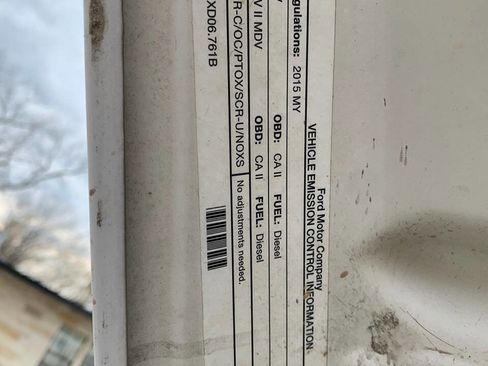 Ford Motor Company
VEHICLE EMISSION CONTROL INFORMATION
egulations: 2015 MY
OBD: CA II FUEL: Diesel
V II MDV OBD: CA II FUEL: Diesel
R-C/OC/PTOX/SCR-U/NOXS No adjustments needed.
XD06.761B